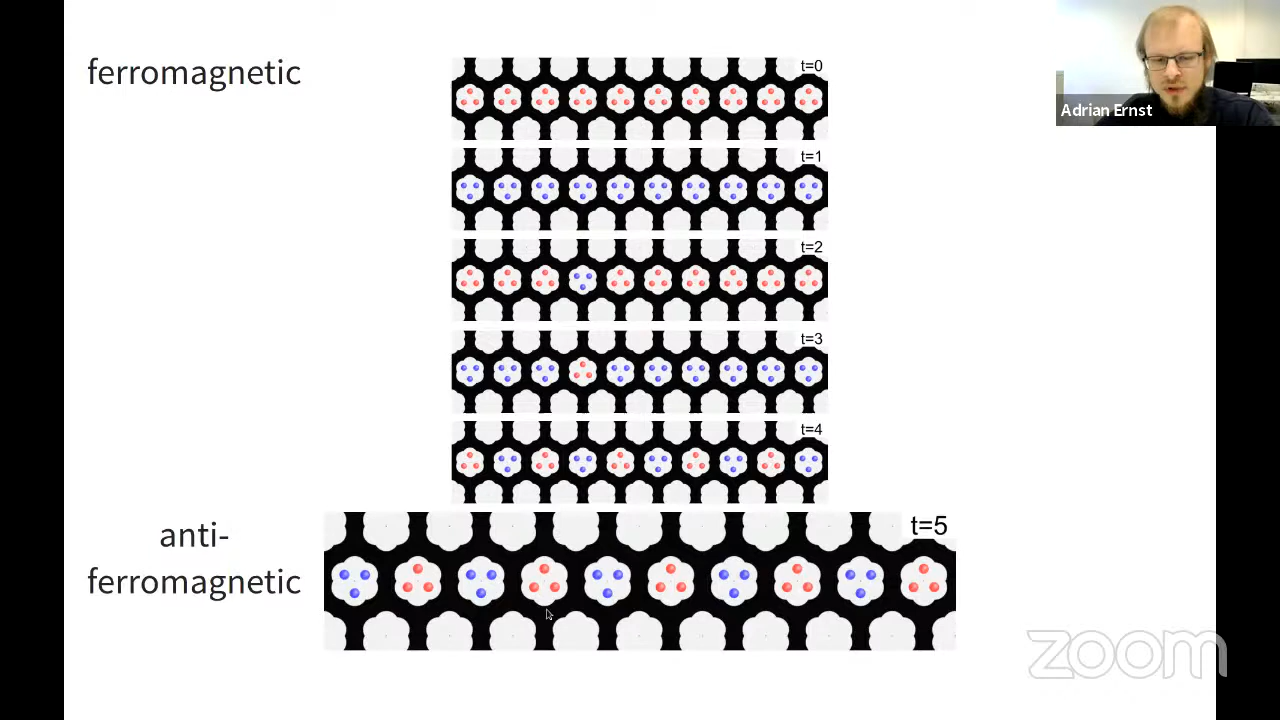 ferromagnetic
t=0
Adrian Ernst
t=1
t=2
t=3
t=4
anti-
ferromagnetic
t=5
zoom